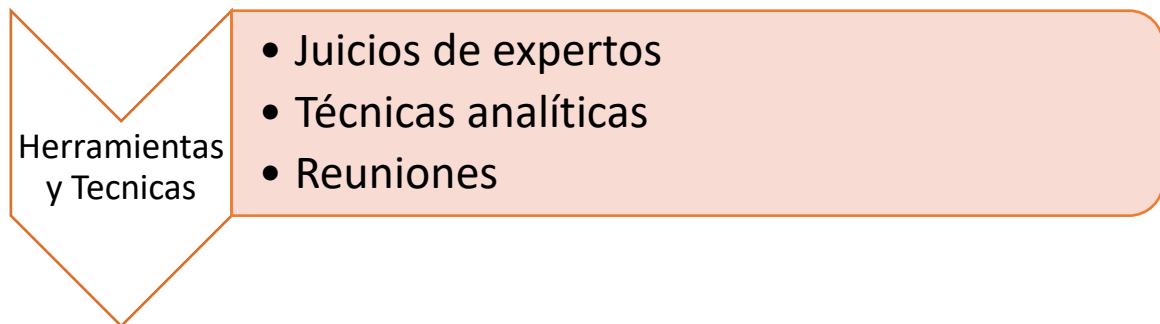 Herramientas
y Tecnicas
• Juicios de expertos
• Técnicas analíticas
• Reuniones